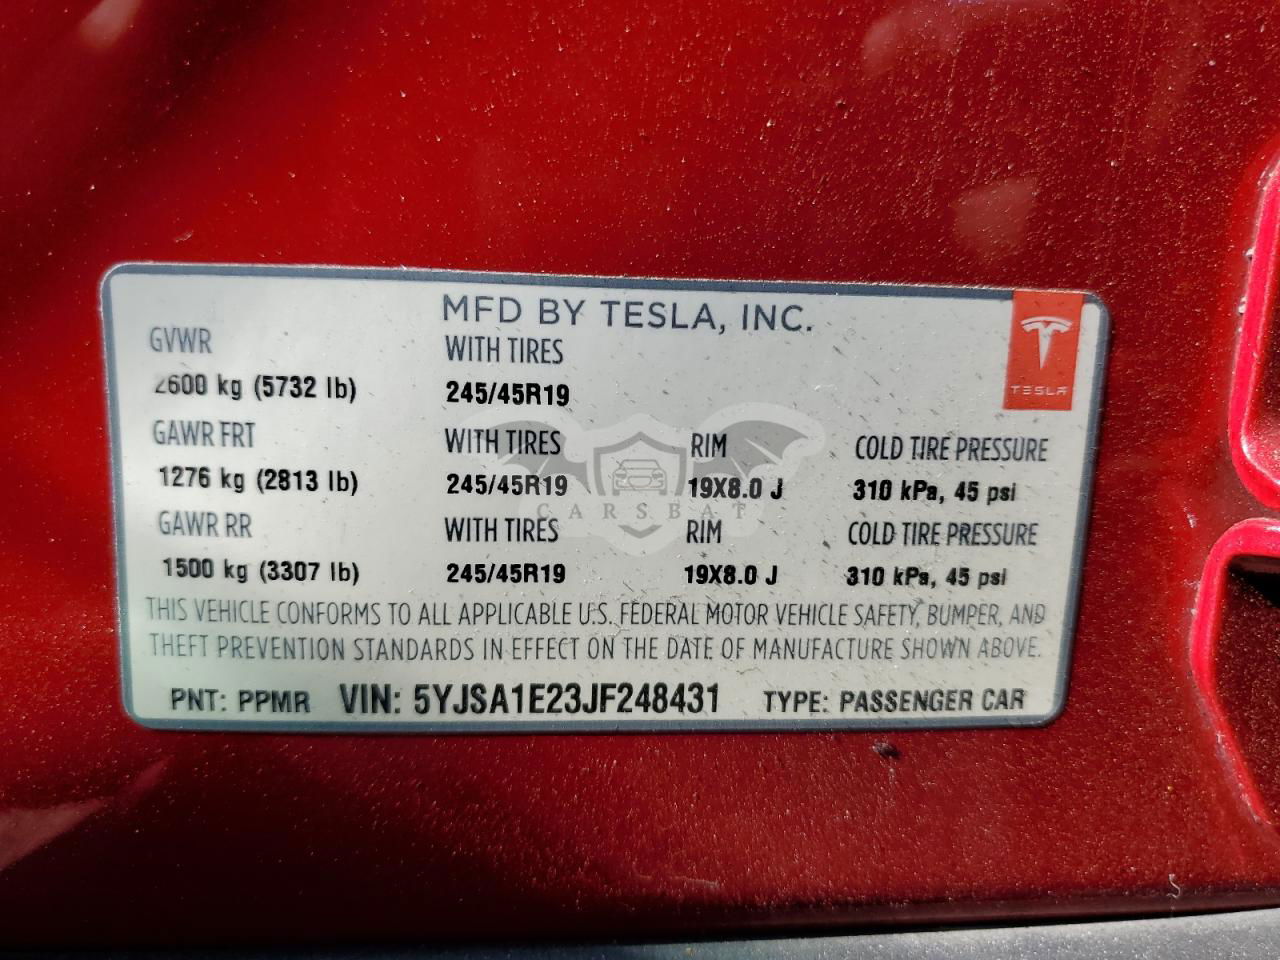 MFD BY TESLA, INC.
TESLA
GVWR WITH TIRES
2600 kg (5732 lb) 245/45R19
GAWR FRT WITH TIRES RIM COLD TIRE PRESSURE
1276 kg (2813 lb) 245/45R19 19X8.0 J 310 kPa, 45 psi
CARSBAT
GAWR RR WITH TIRES RIM COLD TIRE PRESSURE
1500 kg (3307 lb) 245/45R19 19X8.0 J 310 kPa, 45 psi
THIS VEHICLE CONFORMS TO ALL APPLICABLE U.S. FEDERAL MOTOR VEHICLE SAFETY, BUMPER, AND
THEFT PREVENTION STANDARDS IN EFFECT ON THE DATE OF MANUFACTURE SHOWN ABOVE.
PNT: PPMR VIN: 5YJSA1E23JF248431 TYPE: PASSENGER CAR